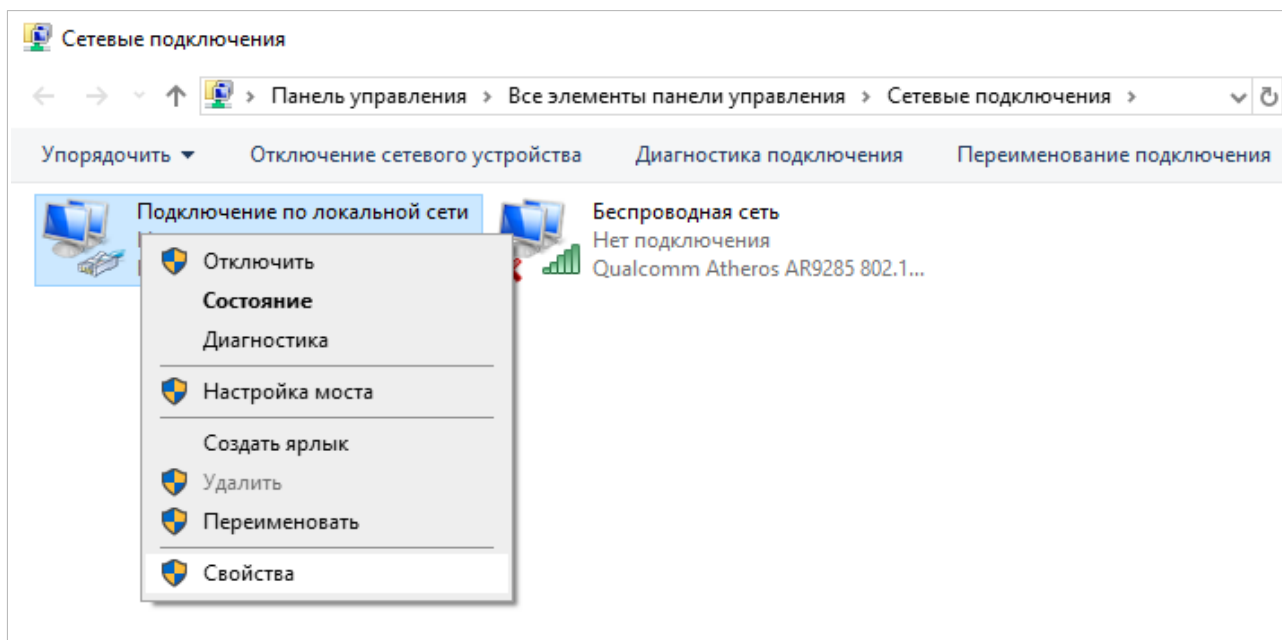 Сетевые подключения
Панель управления > Все элементы панели управления > Сетевые подключения >
Упорядочить Отключение сетевого устройства Диагностика подключения Переименование подключения
Подключение по локальной сети
Беспроводная сеть
Нет подключения
Qualcomm Atheros AR9285 802.1...
Отключить
Состояние
Диагностика
Настройка моста
Создать ярлык
Удалить
Переименовать
Свойства